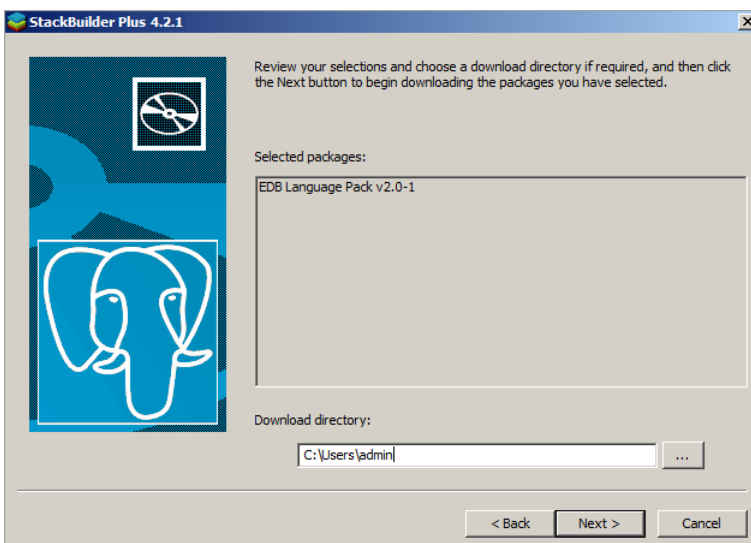 StackBuilder Plus 4.2.1
Review your selections and choose a download directory if required, and then click
the Next button to begin downloading the packages you have selected.
Selected packages:
EDB Language Pack v2.0-1
Download directory:
C:\Users\admin
...
< Back
Next >
Cancel